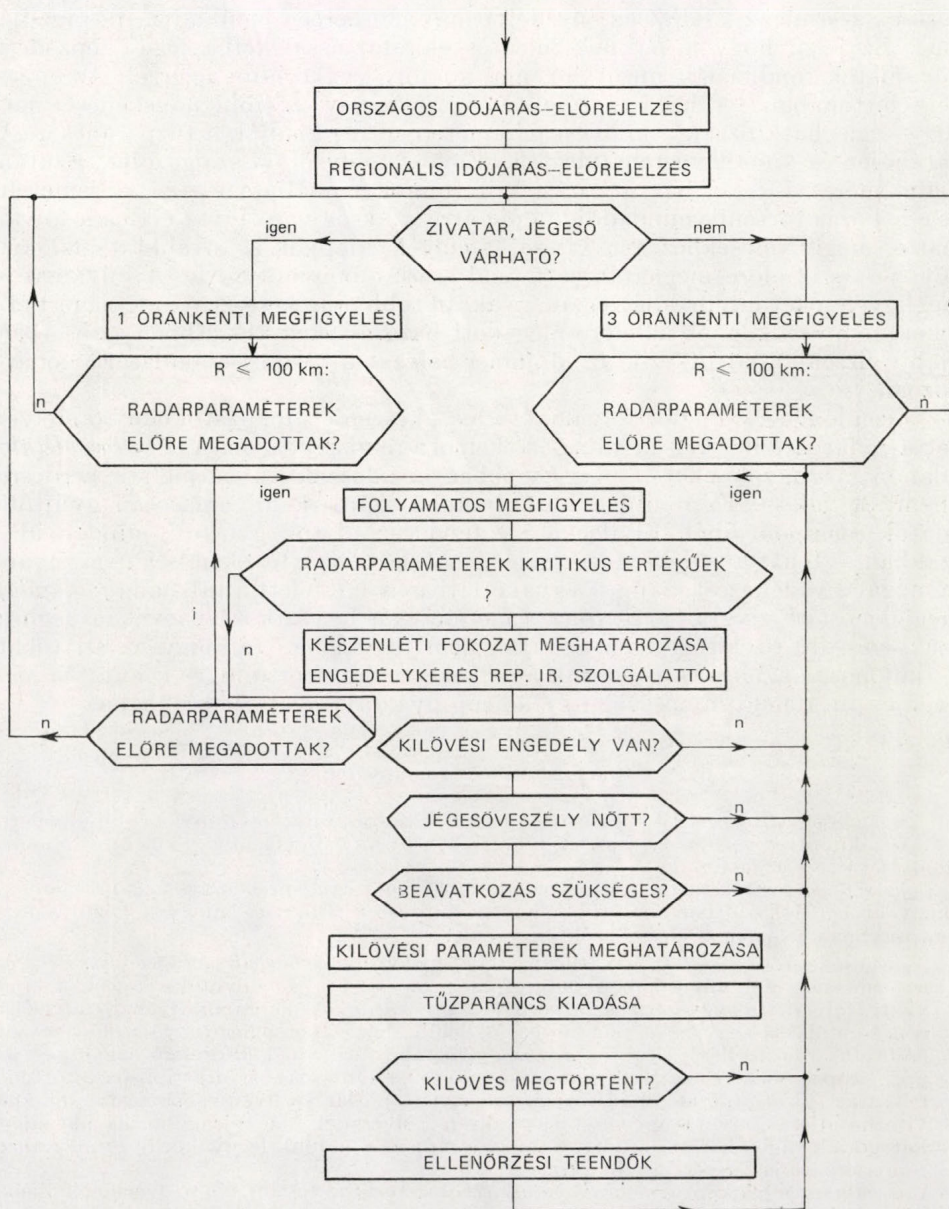 ORSZÁGOS IDŐJÁRÁS–ELŐREJELZÉS
REGIONALIS IDŐJÁRÁS–ELŐREJELZÉS
igen
ZIVATAR, JÉGESŐ
VÁRHATÓ?
nem
1 ÓRÁNKÉNTI MEGFIGYELÉS
3 ÓRÁNKÉNTI MEGFIGYELÉS
R ⩽ 100 km:
n
RADARPARAMÉTEREK
ELŐRE MEGADOTTAK?
R ⩽ 100 km:
RADARPARAMÉTEREK
ELŐRE MEGADOTTAK?
n
igen
igen
FOLYAMATOS MEGFIGYELÉS
RADARPARAMÉTEREK KRITIKUS ÉRTÉKŰEK
?
i
n
KÉSZENLÉTI FOKOZAT MEGHATÁROZÁSA
ENGEDÉLYKÉRÉS REP. IR. SZOLGÁLATTÓL
n
RADARPARAMÉTEREK
ELŐRE MEGADOTTAK?
KILÖVÉSI ENGEDÉLY VAN?
n
JÉGESŐVESZÉLY NŐTT?
n
BEAVATKOZÁS SZÜKSÉGES?
n
KILÖVÉSI PARAMÉTEREK MEGHATÁROZÁSA
TŰZPARANCS KIADÁSA
KILÖVÉS MEGTÖRTÉNT?
n
ELLENŐRZÉSI TEENDŐK